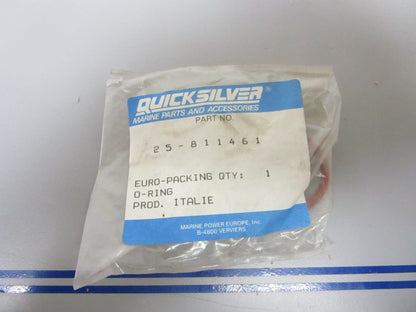 QUICKSILVER®
MARINE PARTS AND ACCESSORIES
PART NO.
25-811461
EURO-PACKING QTY: 1
O-RING
PROD. ITALIE
MARINE POWER EUROPE, Inc.
B-4800 VERVIERS